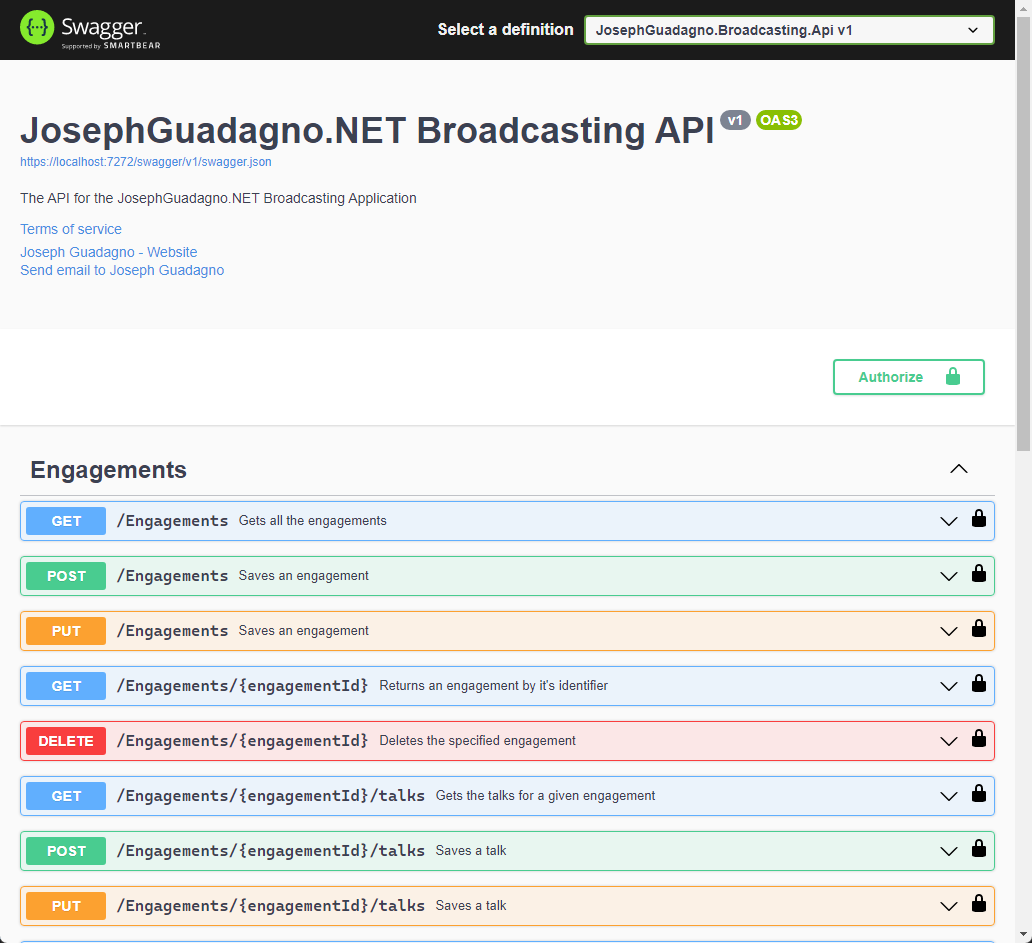 Swagger
Supported by SMARTBEAR
Select a definition
JosephGuadagno.Broadcasting.Api v1
JosephGuadagno.NET Broadcasting API v1 OAS3
https://localhost:7272/swagger/v1/swagger.json
The API for the JosephGuadagno.NET Broadcasting Application
Terms of service
Joseph Guadagno - Website
Send email to Joseph Guadagno
Authorize
Engagements
GET /Engagements Gets all the engagements
POST /Engagements Saves an engagement
PUT /Engagements Saves an engagement
GET /Engagements/{engagementId} Returns an engagement by it's identifier
DELETE /Engagements/{engagementId} Deletes the specified engagement
GET /Engagements/{engagementId}/talks Gets the talks for a given engagement
POST /Engagements/{engagementId}/talks Saves a talk
PUT /Engagements/{engagementId}/talks Saves a talk